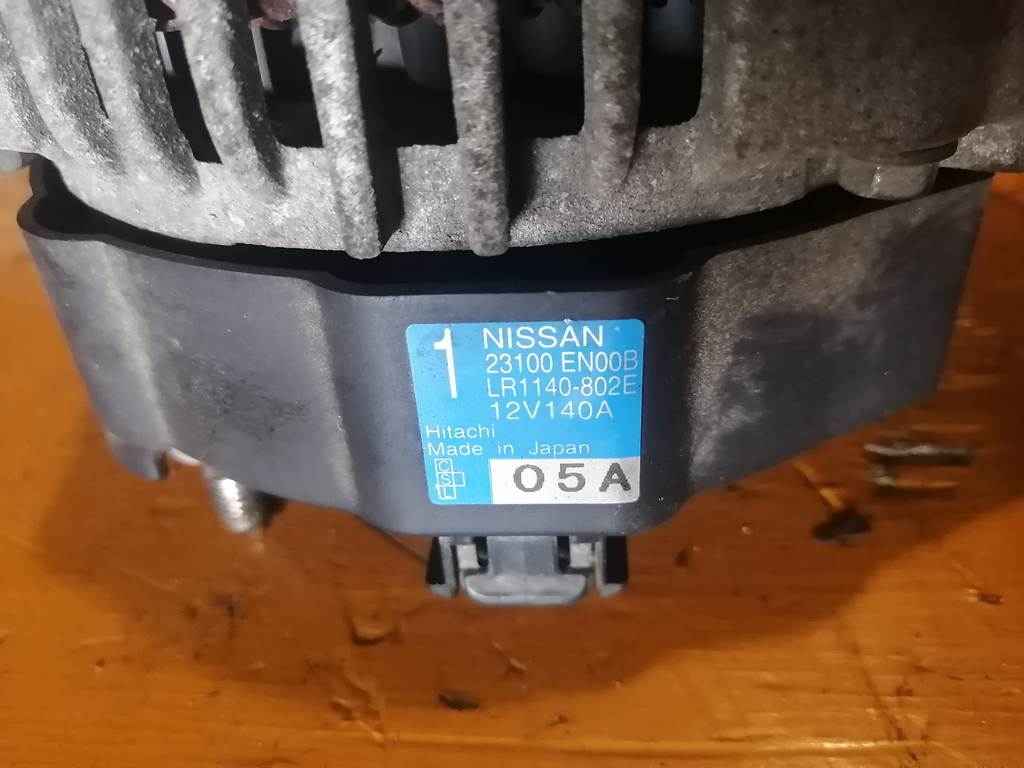 1 NISSAN
23100 EN00B
LR1140-802E
12V140A
Hitachi
Made in Japan
C
S
L
05A